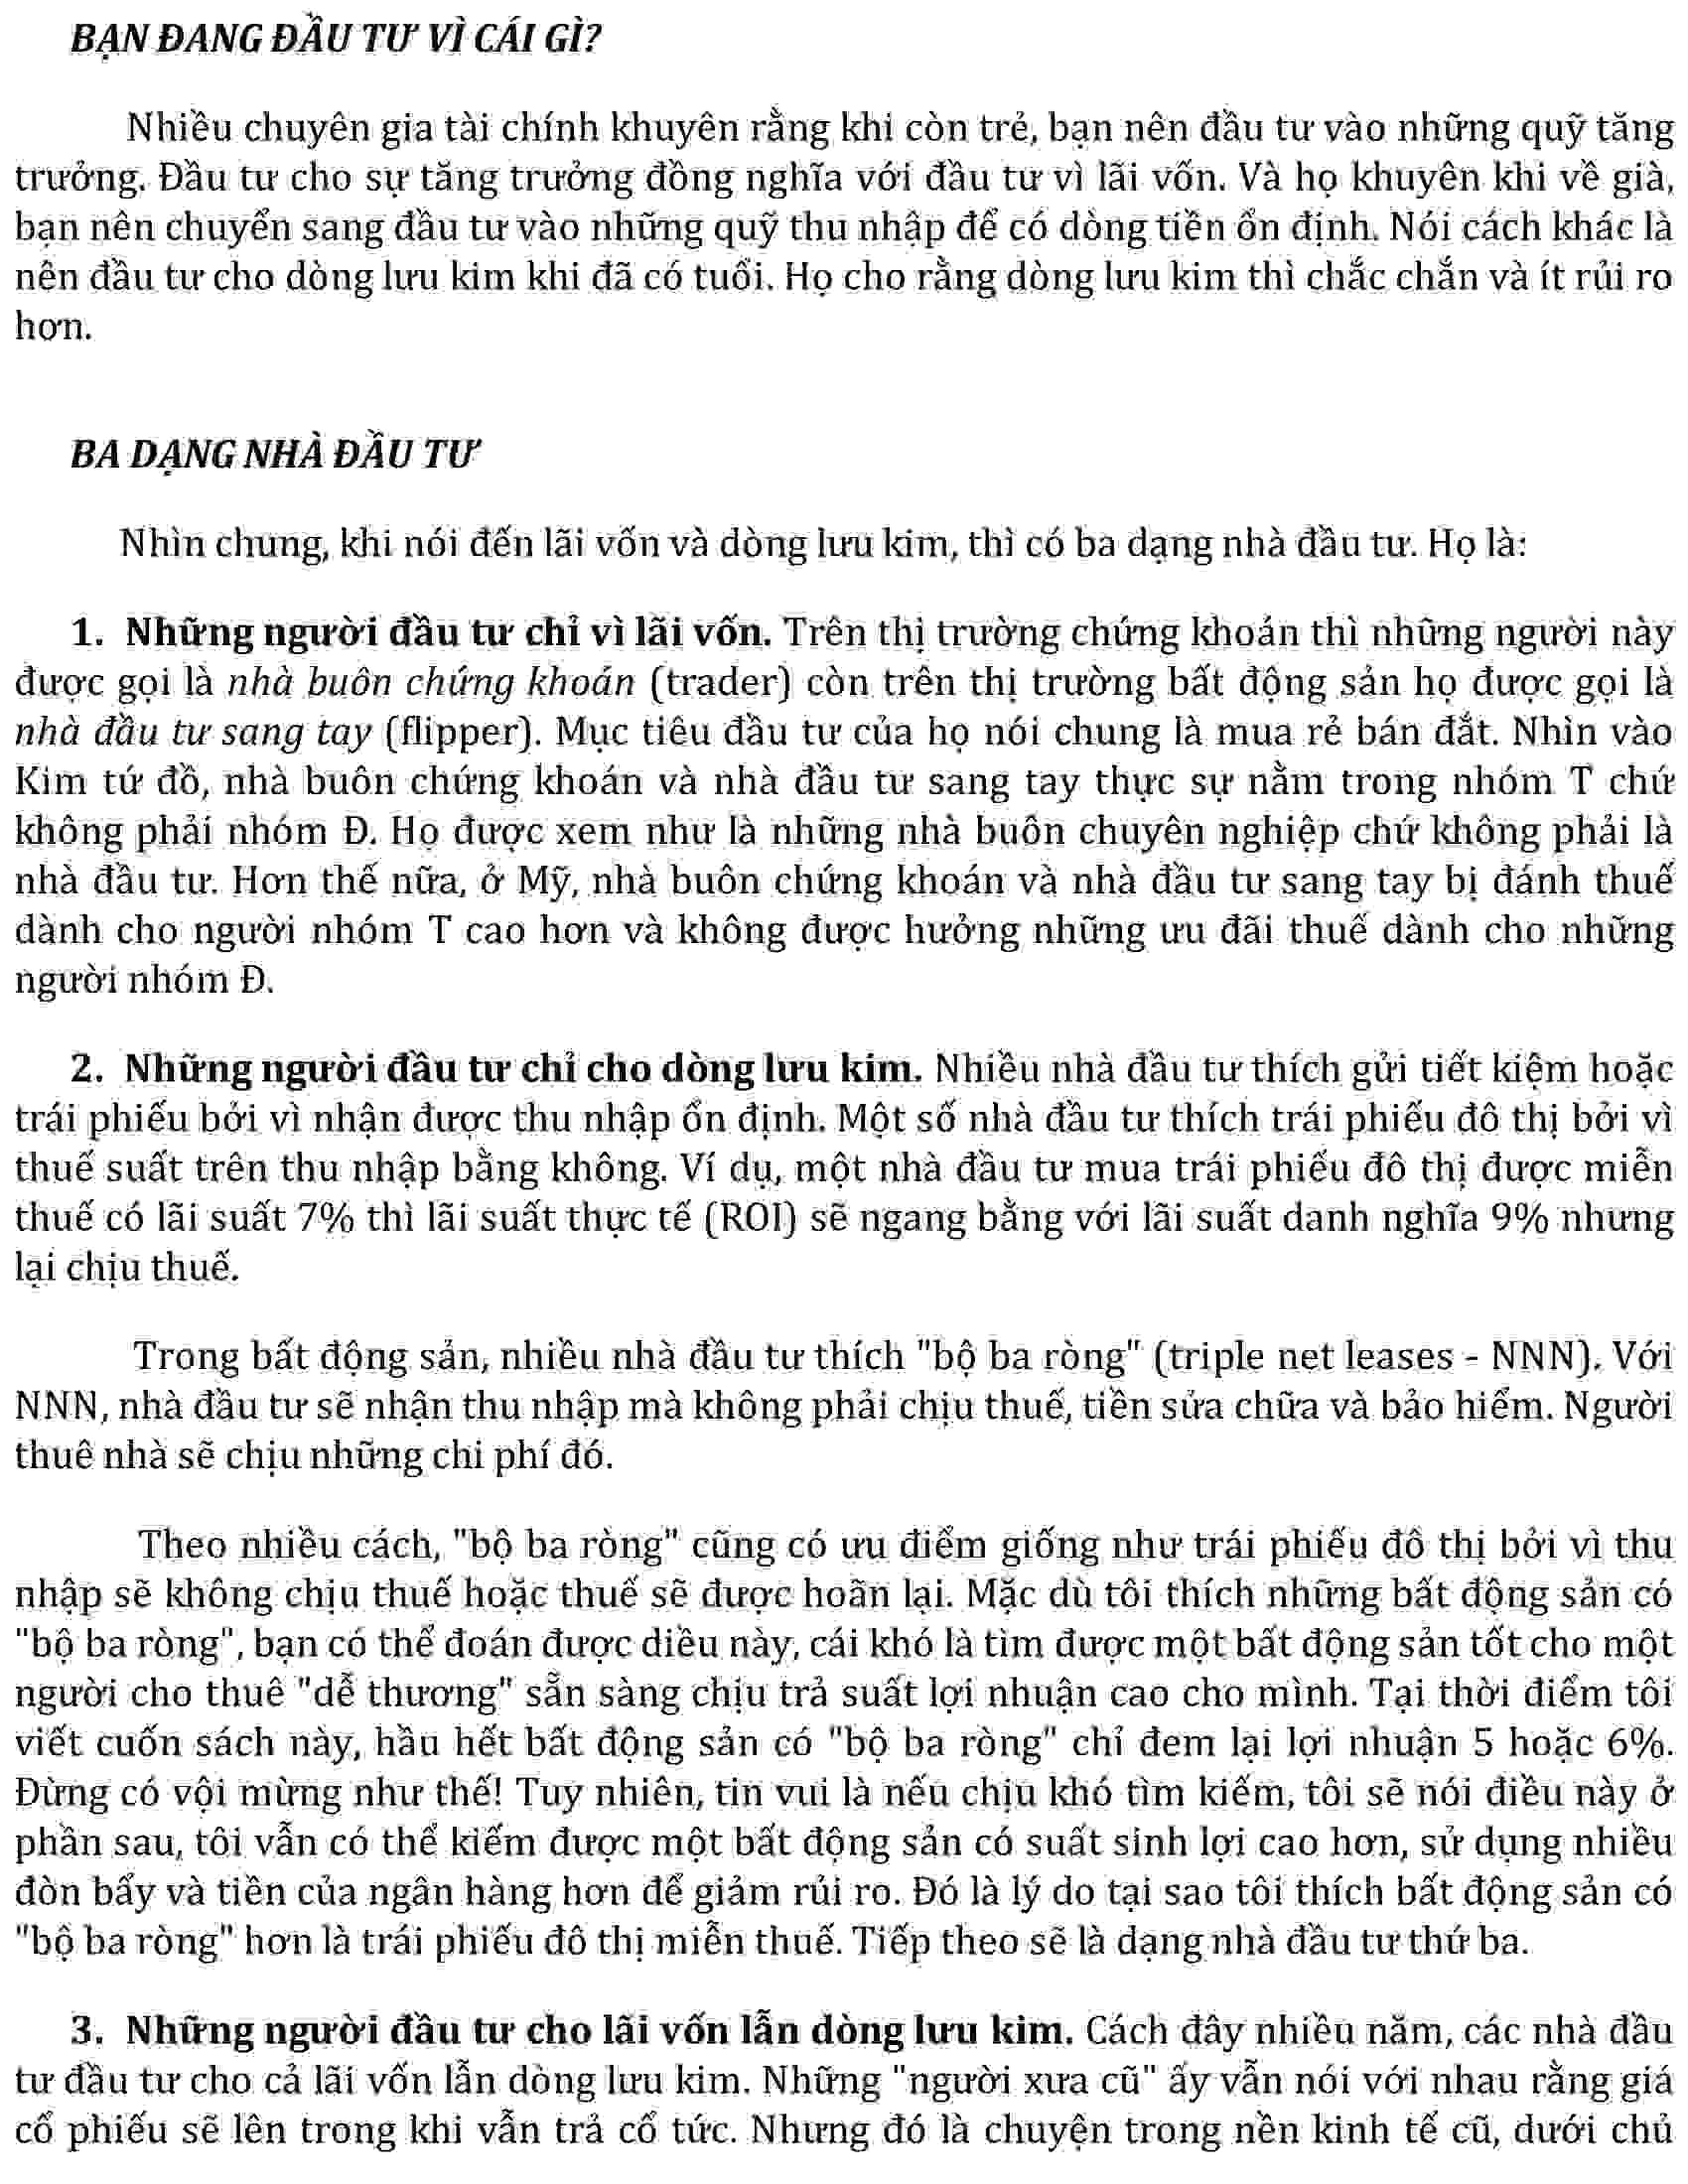 BẠN ĐANG ĐẦU TƯ VÌ CÁI GÌ?
Nhiều chuyên gia tài chính khuyên rằng khi còn trẻ, bạn nên đầu tư vào những quỹ tăng
trưởng. Đầu tư cho sự tăng trưởng đồng nghĩa với đầu tư vì lãi vốn. Và họ khuyên khi về già,
bạn nên chuyển sang đầu tư vào những quỹ thu nhập để có dòng tiền ổn định. Nói cách khác là
nên đầu tư cho dòng lưu kim khi đã có tuổi. Họ cho rằng dòng lưu kim thì chắc chắn và ít rủi ro
hơn.
BA DẠNG NHÀ ĐẦU TƯ
Nhìn chung, khi nói đến lãi vốn và dòng lưu kim, thì có ba dạng nhà đầu tư. Họ là:
1. Những người đầu tư chỉ vì lãi vốn. Trên thị trường chứng khoán thì những người này
được gọi là nhà buôn chứng khoán (trader) còn trên thị trường bất động sản họ được gọi là
nhà đầu tư sang tay (flipper). Mục tiêu đầu tư của họ nói chung là mua rẻ bán đắt. Nhìn vào
Kim tứ đồ, nhà buôn chứng khoán và nhà đầu tư sang tay thực sự nằm trong nhóm T chứ
không phải nhóm Đ. Họ được xem như là những nhà buôn chuyên nghiệp chứ không phải là
nhà đầu tư. Hơn thế nữa, ở Mỹ, nhà buôn chứng khoán và nhà đầu tư sang tay bị đánh thuế
dành cho người nhóm T cao hơn và không được hưởng những ưu đãi thuế dành cho những
người nhóm Đ.
2. Những người đầu tư chỉ cho dòng lưu kim. Nhiều nhà đầu tư thích gửi tiết kiệm hoặc
trái phiếu bởi vì nhận được thu nhập ổn định. Một số nhà đầu tư thích trái phiếu đô thị bởi vì
thuế suất trên thu nhập bằng không. Ví dụ, một nhà đầu tư mua trái phiếu đô thị được miễn
thuế có lãi suất 7% thì lãi suất thực tế (ROI) sẽ ngang bằng với lãi suất danh nghĩa 9% nhưng
lại chịu thuế.
Trong bất động sản, nhiều nhà đầu tư thích "bộ ba ròng" (triple net leases - NNN). Với
NNN, nhà đầu tư sẽ nhận thu nhập mà không phải chịu thuế, tiền sửa chữa và bảo hiểm. Người
thuê nhà sẽ chịu những chi phí đó.
Theo nhiều cách, "bộ ba ròng" cũng có ưu điểm giống như trái phiếu đô thị bởi vì thu
nhập sẽ không chịu thuế hoặc thuế sẽ được hoãn lại. Mặc dù tôi thích những bất động sản có
"bộ ba ròng", bạn có thể đoán được diều này, cái khó là tìm được một bất động sản tốt cho một
người cho thuê "dễ thương" sẵn sàng chịu trả suất lợi nhuận cao cho mình. Tại thời điểm tôi
viết cuốn sách này, hầu hết bất động sản có "bộ ba ròng" chỉ đem lại lợi nhuận 5 hoặc 6%.
Đừng có vội mừng như thế! Tuy nhiên, tin vui là nếu chịu khó tìm kiếm, tôi sẽ nói điều này ở
phần sau, tôi vẫn có thể kiếm được một bất động sản có suất sinh lợi cao hơn, sử dụng nhiều
đòn bẩy và tiền của ngân hàng hơn để giảm rủi ro. Đó là lý do tại sao tôi thích bất động sản có
"bộ ba ròng" hơn là trái phiếu đô thị miễn thuế. Tiếp theo sẽ là dạng nhà đầu tư thứ ba.
3. Những người đầu tư cho lãi vốn lẫn dòng lưu kim. Cách đây nhiều năm, các nhà đầu
tư đầu tư cho cả lãi vốn lẫn dòng lưu kim. Những "người xưa cũ" ấy vẫn nói với nhau rằng giá
cổ phiếu sẽ lên trong khi vẫn trả cổ tức. Nhưng đó là chuyện trong nền kinh tế cũ, dưới chủ